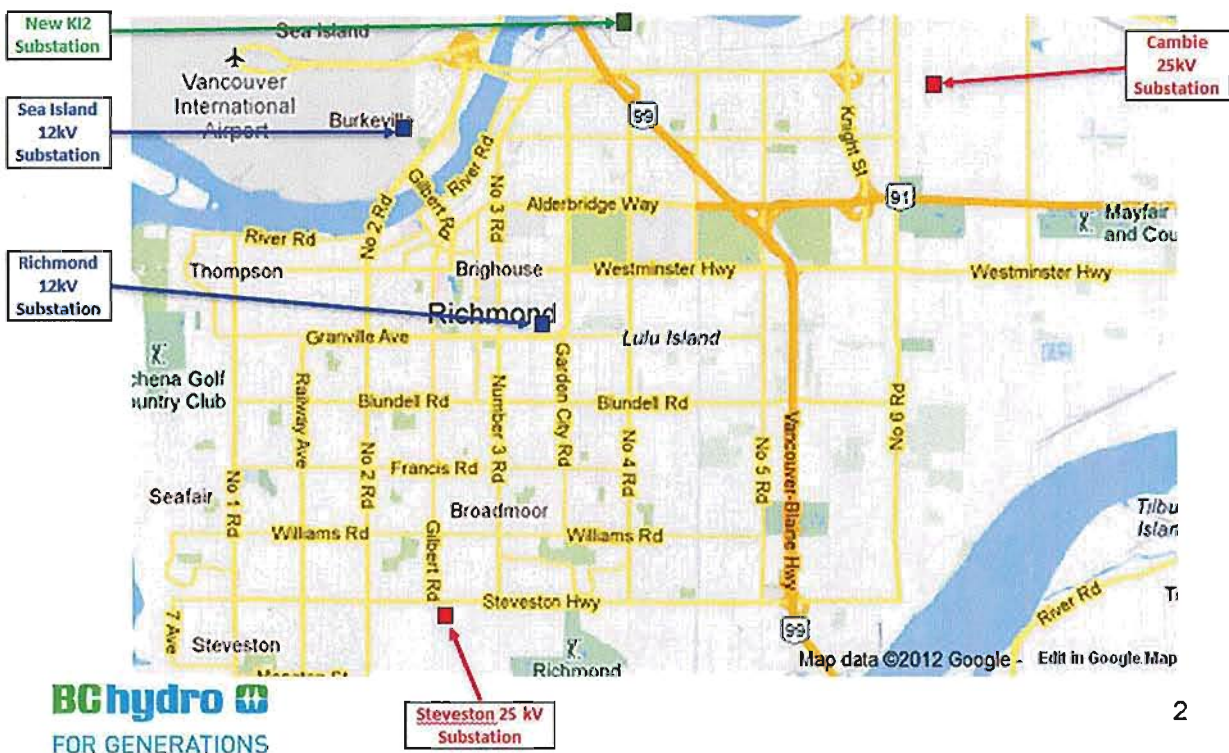 New KI2
Substation
Sea Island
Cambie
25kV
Substation
Vancouver
International
Airport
Sea Island
12kV
Substation
Burkeville
99
Knight St
River Rd
Gilbert Rd
No 2 Rd
No 3 Rd
Alderbridge Way
91
Mayfair
and Cou
River Rd
Richmond
12kV
Substation
Thompson
Brighouse
Westminster Hwy
Westminster Hwy
Richmond
Granville Ave
Lulu Island
chena Golf
ountry Club
Railway Ave
Blundell Rd
Number 3 Rd
Garden City Rd
Blundell Rd
No 6 Rd
Vancouver-Blaine Hwy
No 1 Rd
No 2 Rd
Francis Rd
No 4 Rd
No 5 Rd
Seafair
Broadmoor
Williams Rd
Gilbert Rd
Williams Rd
Tilbu
Islan
Steveston Hwy
River Rd
7 Ave
Steveston
99
Richmond
Map data ©2012 Google -
Edit in Google Map
BC hydro
FOR GENERATIONS
Steveston 25 kV
Substation
2